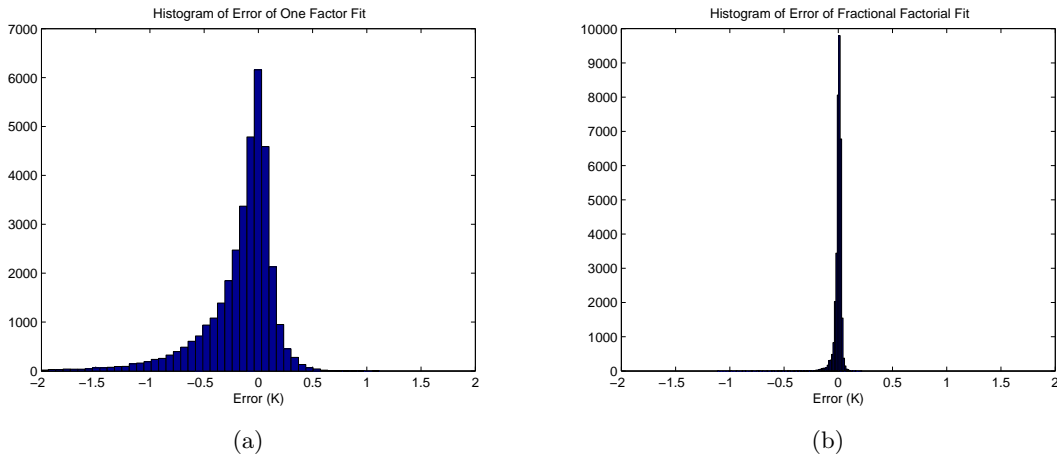 Histogram of Error of One Factor Fit
7000
6000
5000
4000
3000
2000
1000
0
−2 −1.5 −1 −0.5 0 0.5 1 1.5 2
Error (K)
(a)
Histogram of Error of Fractional Factorial Fit
10000
9000
8000
7000
6000
5000
4000
3000
2000
1000
0
−2 −1.5 −1 −0.5 0 0.5 1 1.5 2
Error (K)
(b)